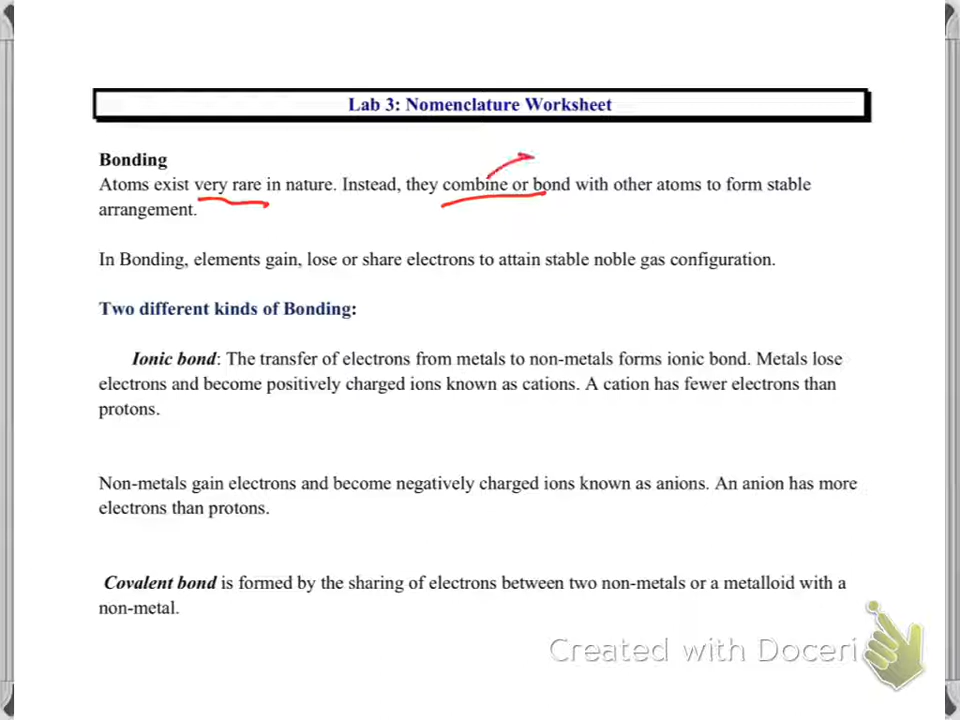 Lab 3: Nomenclature Worksheet
Bonding
Atoms exist very rare in nature. Instead, they combine or bond with other atoms to form stable
arrangement.
In Bonding, elements gain, lose or share electrons to attain stable noble gas configuration.
Two different kinds of Bonding:
Ionic bond: The transfer of electrons from metals to non-metals forms ionic bond. Metals lose
electrons and become positively charged ions known as cations. A cation has fewer electrons than
protons.
Non-metals gain electrons and become negatively charged ions known as anions. An anion has more
electrons than protons.
Covalent bond is formed by the sharing of electrons between two non-metals or a metalloid with a
non-metal.
Created with Doceri